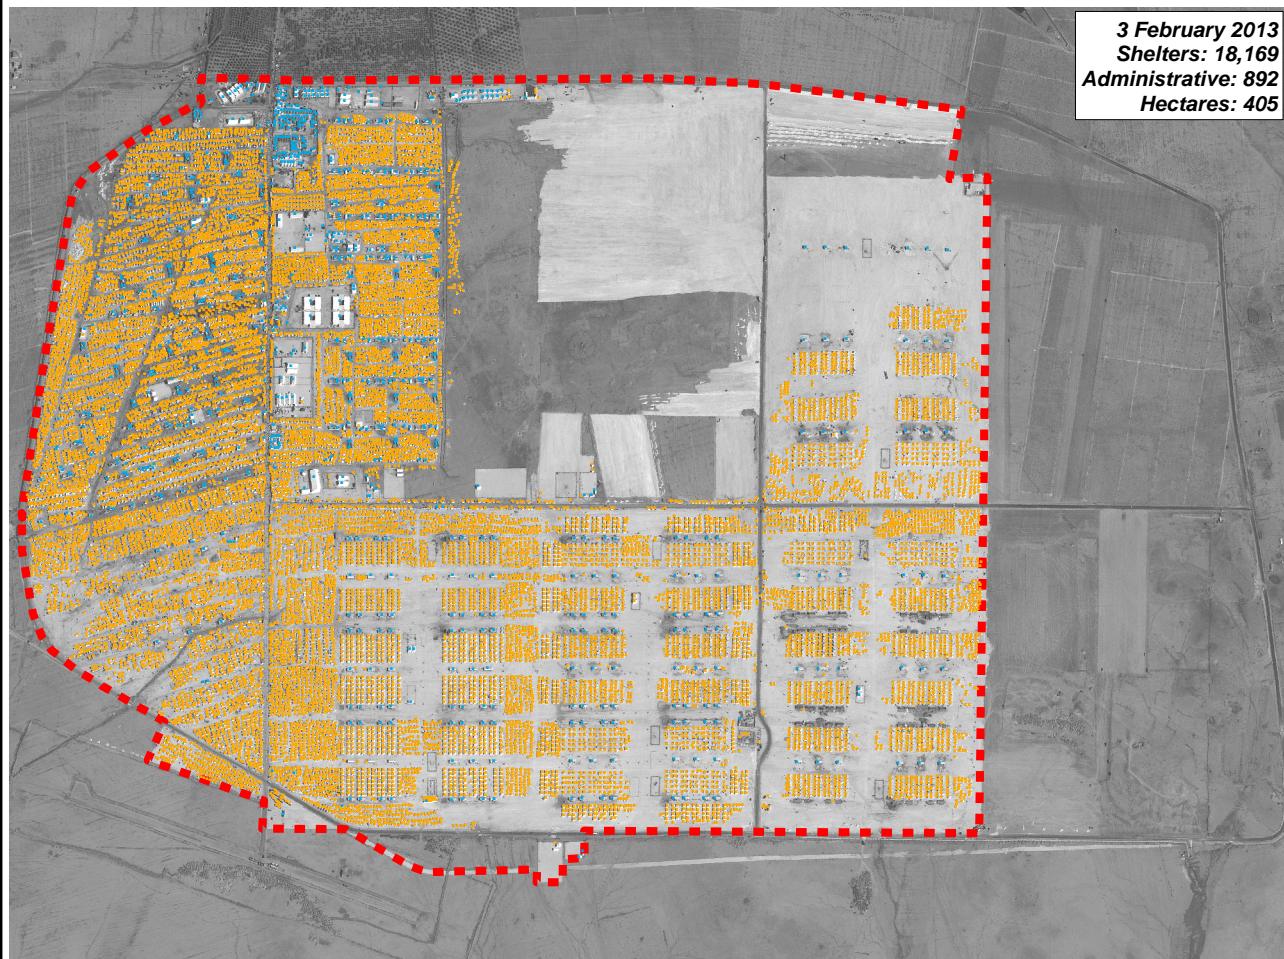 3 February 2013
Shelters: 18,169
Administrative: 892
Hectares: 405